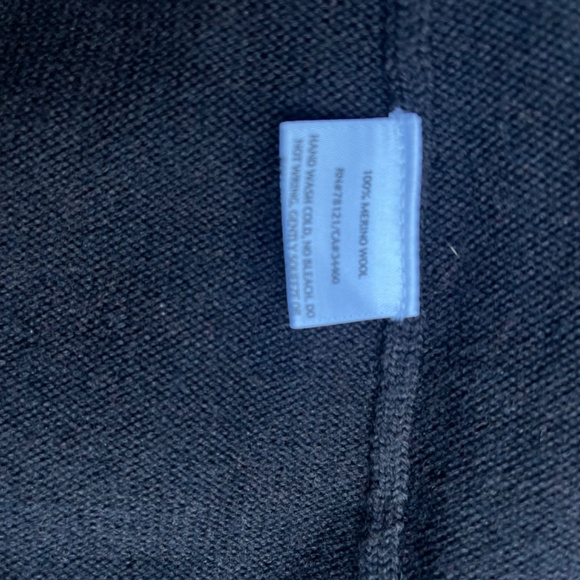 100% MERINO WOOL
RN#78121/CA#34460
HAND WASH COLD, NO BLEACH, DO
NOT WRING, GENTLY SQUEEZE OR